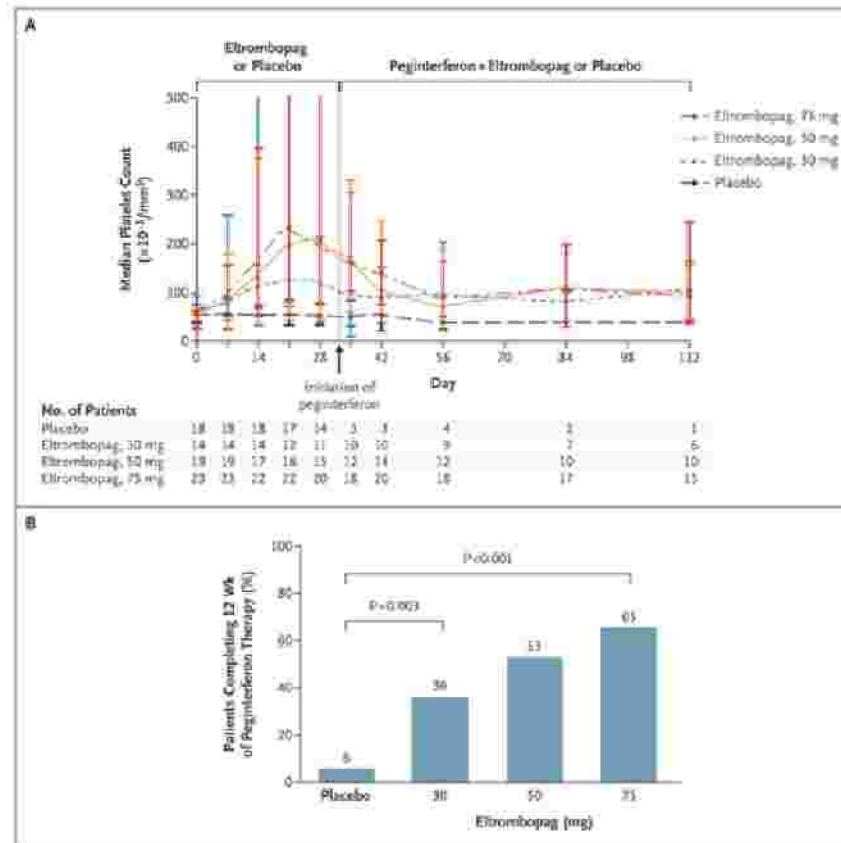 A
Eltrombopag
or Placebo
Peginterferon + Eltrombopag or Placebo
Median Platelet Count
(×10⁻³/mm³)
500
400
300
200
100
0
Eltrombopag, 75 mg
Eltrombopag, 50 mg
Eltrombopag, 30 mg
Placebo
0 14 28 42 56 70 84 98 112
Day
Initiation of
peginterferon
No. of Patients
Placebo 18 18 17 14 3 3 4 1
Eltrombopag, 30 mg 14 14 14 12 11 10 10 9 7 6
Eltrombopag, 50 mg 19 19 17 16 15 12 14 12 10 10
Eltrombopag, 75 mg 23 23 22 22 20 18 20 18 17 15
B
Patients Completing 12 Wk
of Peginterferon Therapy (%)
100
80
60
40
20
0
P<0.001
P=0.003
6
36
53
65
Placebo 30 50 75
Eltrombopag (mg)